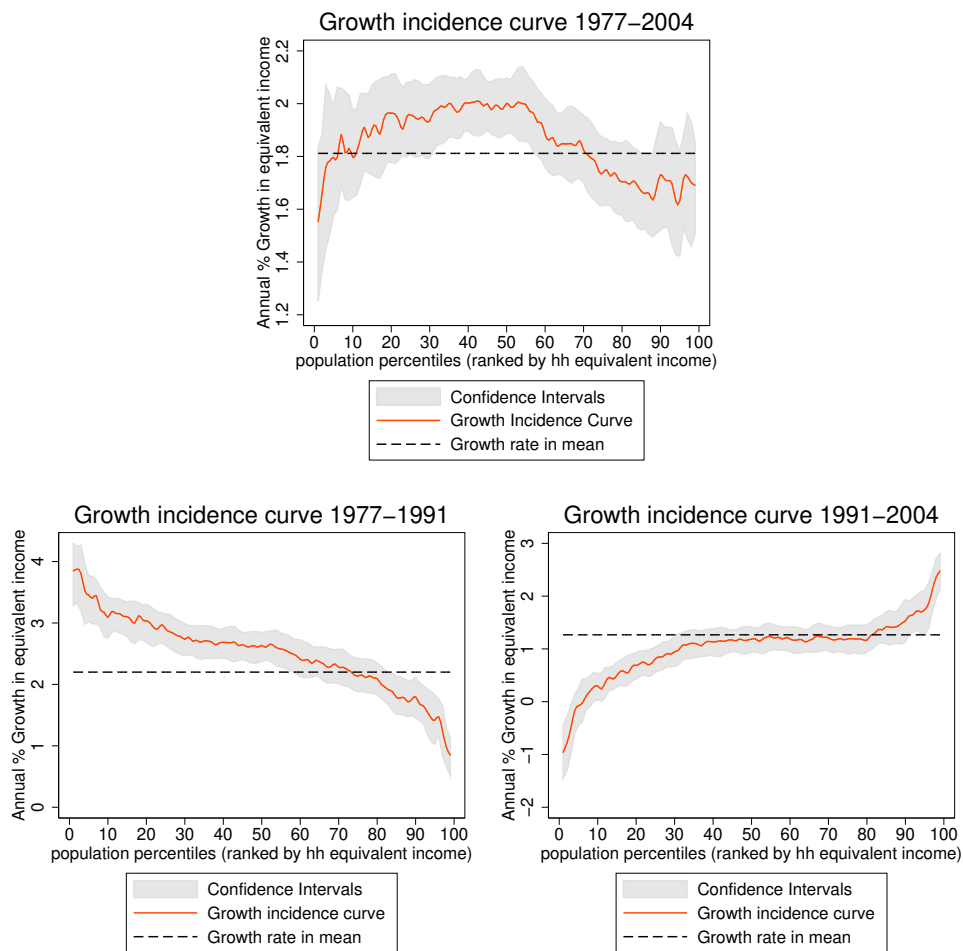 Growth incidence curve 1977−2004
Annual % Growth in equivalent income
2.2
2
1.8
1.6
1.4
1.2
0 10 20 30 40 50 60 70 80 90 100
population percentiles (ranked by hh equivalent income)
Confidence Intervals
Growth Incidence Curve
Growth rate in mean
Growth incidence curve 1977−1991
Annual % Growth in equivalent income
4
3
2
1
0
0 10 20 30 40 50 60 70 80 90 100
population percentiles (ranked by hh equivalent income)
Confidence Intervals
Growth incidence curve
Growth rate in mean
Growth incidence curve 1991−2004
Annual % Growth in equivalent income
3
2
1
0
−1
−2
0 10 20 30 40 50 60 70 80 90 100
population percentiles (ranked by hh equivalent income)
Confidence Intervals
Growth incidence curve
Growth rate in mean